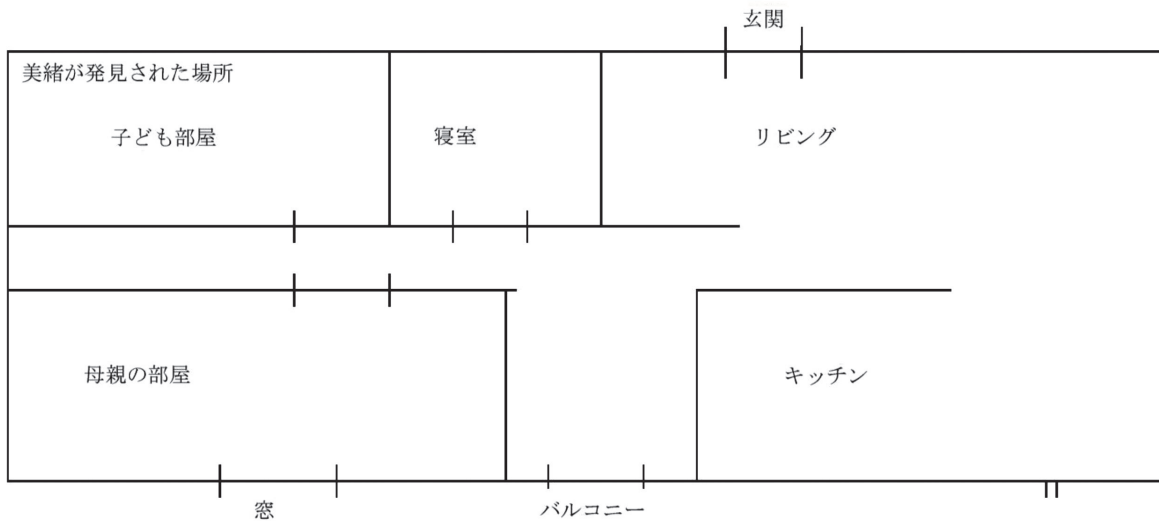 玄関
美緒が発見された場所
子ども部屋
寝室
リビング
母親の部屋
キッチン
窓
バルコニー